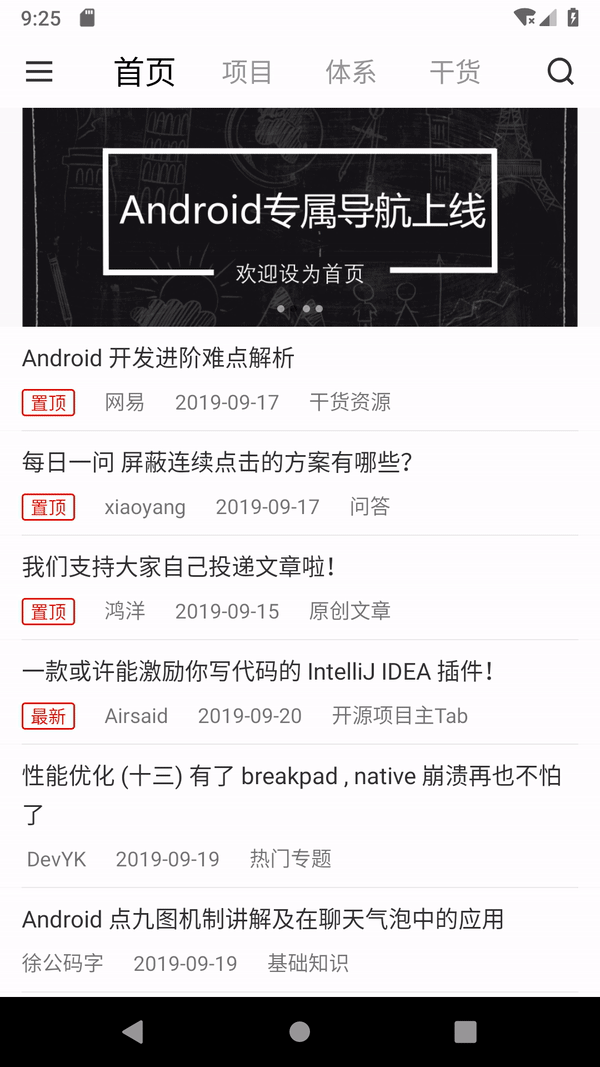 9:25
首页 项目 体系 干货
Android专属导航上线
欢迎设为首页
Android 开发进阶难点解析
置顶 网易 2019-09-17 干货资源
每日一问 屏蔽连续点击的方案有哪些?
置顶 xiaoyang 2019-09-17 问答
我们支持大家自己投递文章啦!
置顶 鸿洋 2019-09-15 原创文章
一款或许能激励你写代码的 IntelliJ IDEA 插件!
最新 Airsaid 2019-09-20 开源项目主Tab
性能优化 (十三) 有了 breakpad , native 崩溃再也不怕
了
DevYK 2019-09-19 热门专题
Android 点九图机制讲解及在聊天气泡中的应用
徐公码字 2019-09-19 基础知识